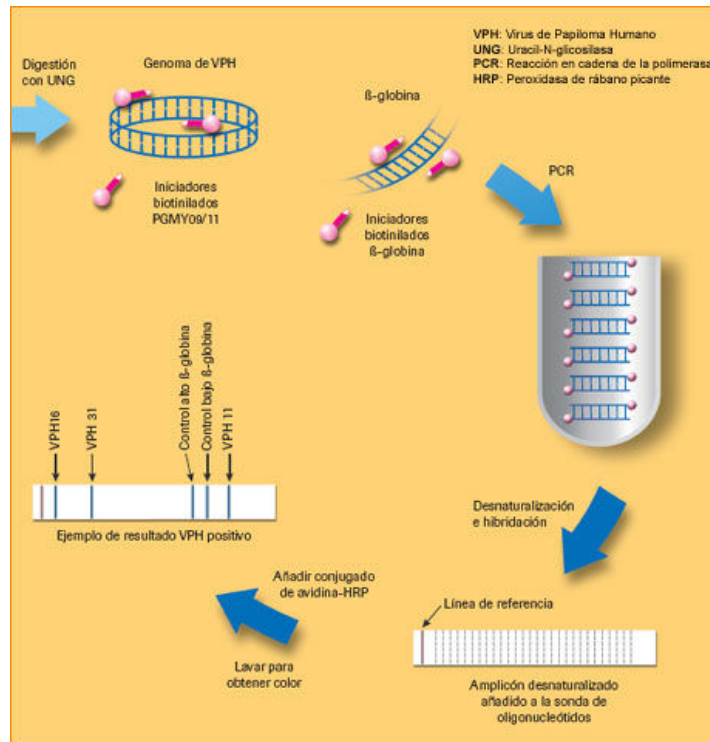 VPH: Virus de Papiloma Humano
UNG: Uracil-N-glicosilasa
PCR: Reacción en cadena de la polimerasa
HRP: Peroxidasa de rábano picante
Digestión
con UNG
Genoma de VPH
Iniciadores
biotinilados
PGMY09/11
ß-globina
Iniciadores
biotinilados
ß-globina
PCR
Desnaturalización
e hibridación
Línea de referencia
Amplicón desnaturalizado
añadido a la sonda de
oligonucleótidos
Añadir conjugado
de avidina-HRP
Lavar para
obtener color
VPH16
VPH 31
Control alto ß-globina
Control bajo ß-globina
VPH 11
Ejemplo de resultado VPH positivo